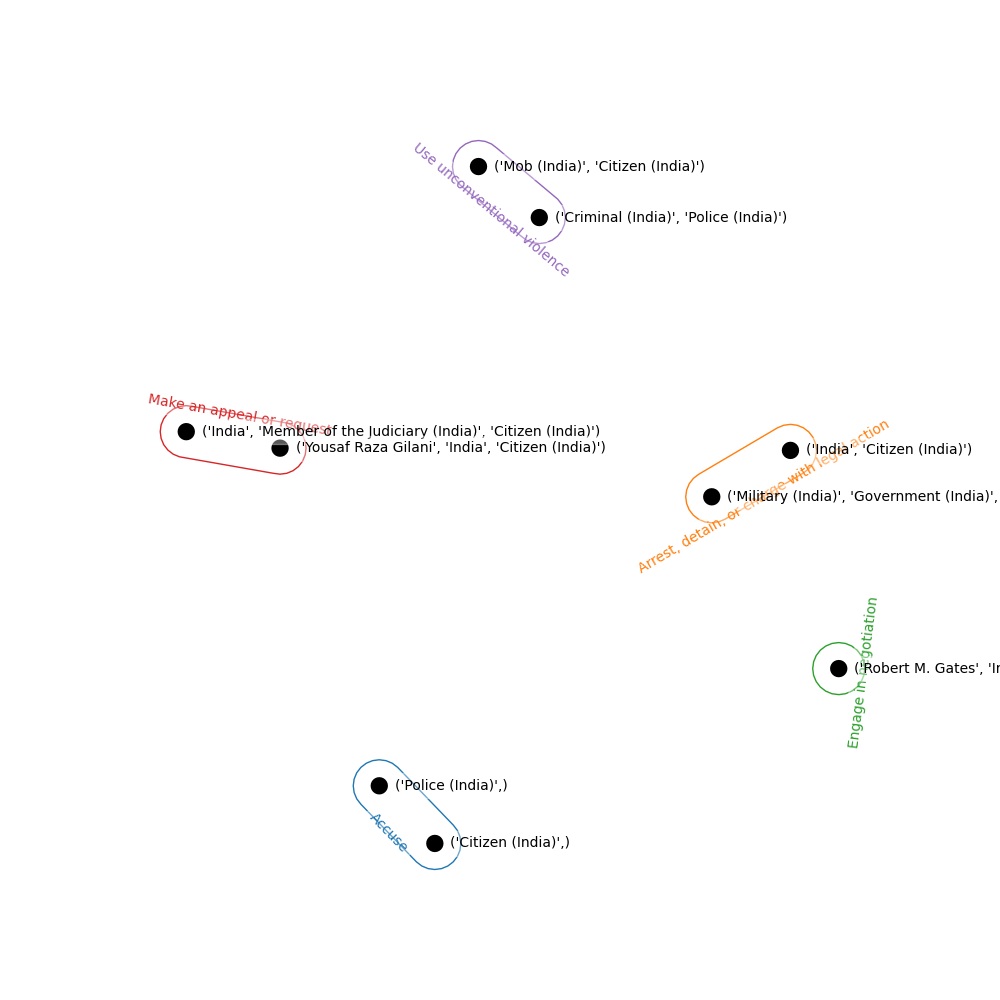 Use unconventional violence
('Mob (India)', 'Citizen (India)')
('Criminal (India)', 'Police (India)')
Make an appeal or request
('India', 'Member of the Judiciary (India)', 'Citizen (India)')
('Yousaf Raza Gilani', 'India', 'Citizen (India)')
('India', 'Citizen (India)')
Arrest, detain, or charge with legal action
('Military (India)', 'Government (India)',
Engage in negotiation
('Robert M. Gates',
('Police (India)',)
Accuse
('Citizen (India)',)